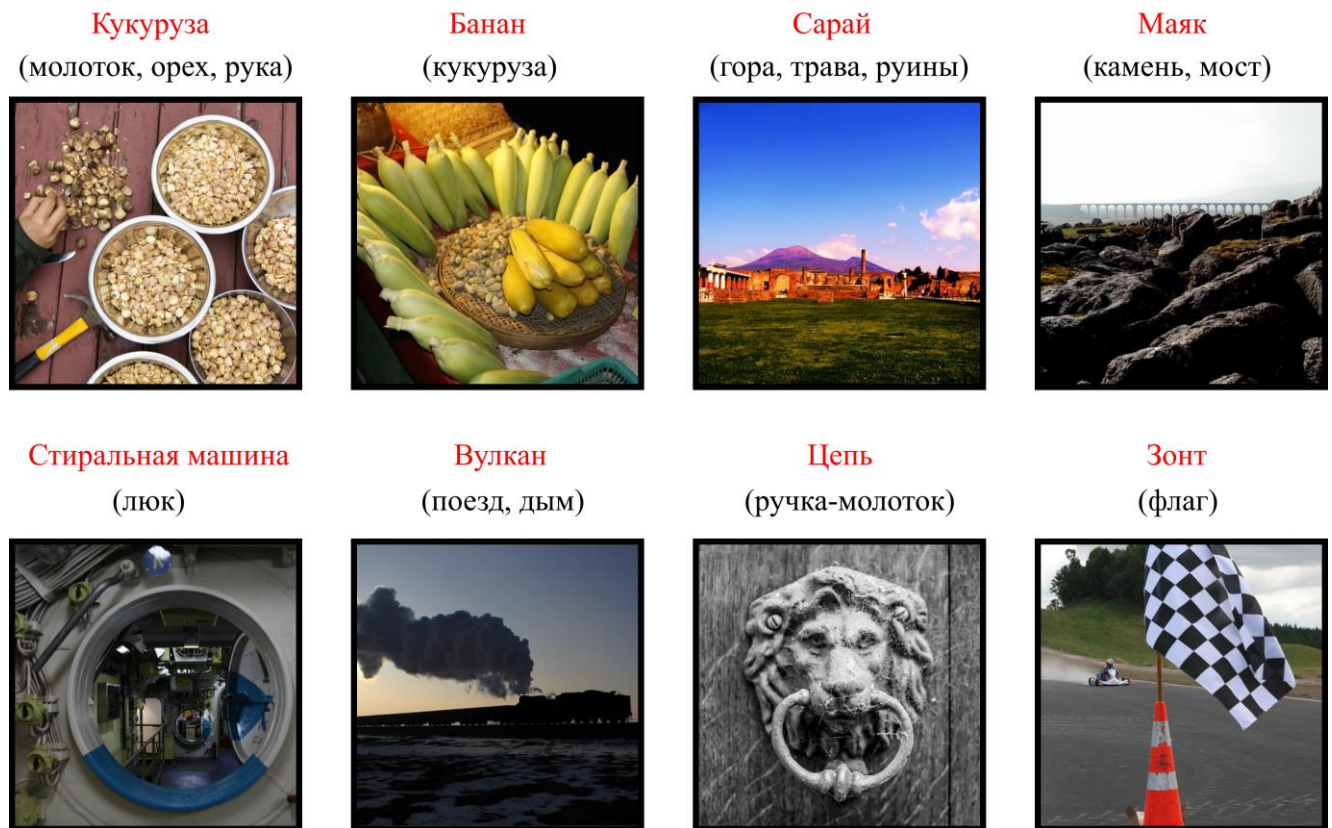 Кукуруза
(молоток, орех, рука)
Банан
(кукуруза)
Сарай
(гора, трава, руины)
Маяк
(камень, мост)
Стиральная машина
(люк)
Вулкан
(поезд, дым)
Цепь
(ручка-молоток)
Зонт
(флаг)